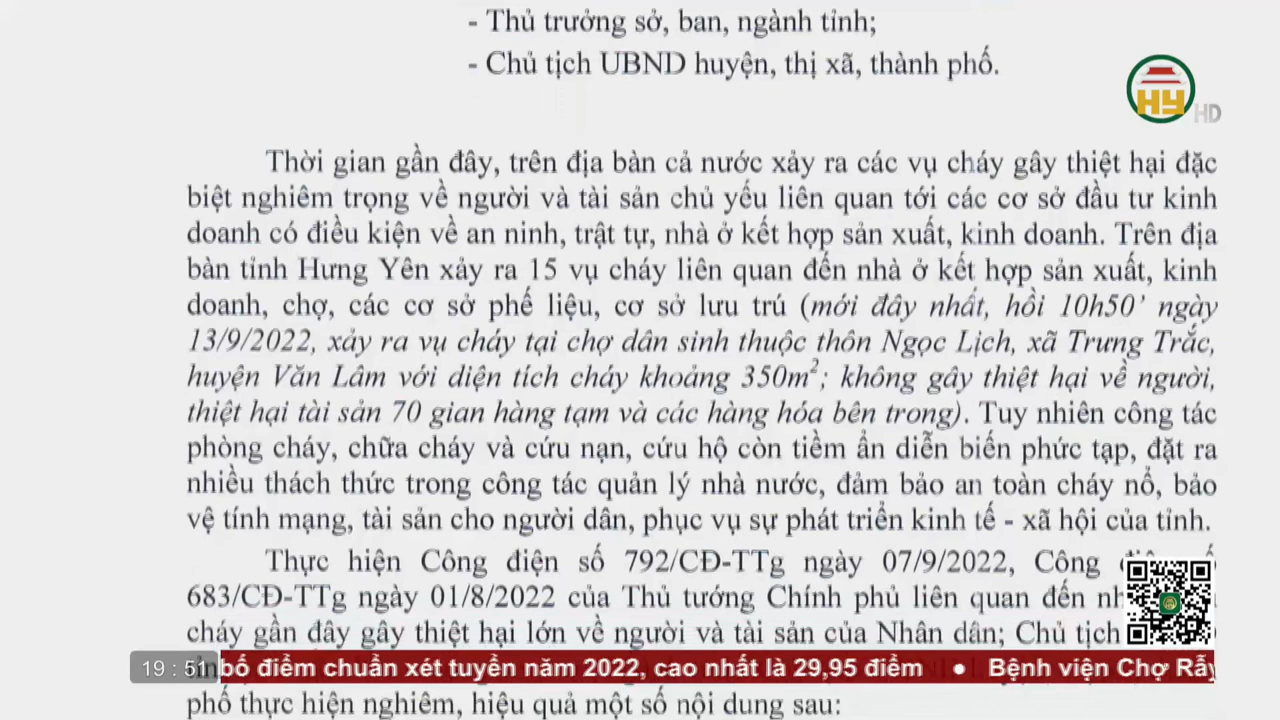 - Thủ trưởng sở, ban, ngành tỉnh;
- Chủ tịch UBND huyện, thị xã, thành phố.
HY HD
Thời gian gần đây, trên địa bàn cả nước xảy ra các vụ cháy gây thiệt hại đặc
biệt nghiêm trọng về người và tài sản chủ yếu liên quan tới các cơ sở đầu tư kinh
doanh có điều kiện về an ninh, trật tự, nhà ở kết hợp sản xuất, kinh doanh. Trên địa
bàn tỉnh Hưng Yên xảy ra 15 vụ cháy liên quan đến nhà ở kết hợp sản xuất, kinh
doanh, chợ, các cơ sở phế liệu, cơ sở lưu trú (mới đây nhất, hồi 10h50’ ngày
13/9/2022, xảy ra vụ cháy tại chợ dân sinh thuộc thôn Ngọc Lịch, xã Trưng Trắc,
huyện Văn Lâm với diện tích cháy khoảng 350m²; không gây thiệt hại về người,
thiệt hại tài sản 70 gian hàng tạm và các hàng hóa bên trong). Tuy nhiên công tác
phòng cháy, chữa cháy và cứu nạn, cứu hộ còn tiềm ẩn diễn biến phức tạp, đặt ra
nhiều thách thức trong công tác quản lý nhà nước, đảm bảo an toàn cháy nổ, bảo
vệ tính mạng, tài sản cho người dân, phục vụ sự phát triển kinh tế - xã hội của tỉnh.
Thực hiện Công điện số 792/CĐ-TTg ngày 07/9/2022, Công
683/CĐ-TTg ngày 01/8/2022 của Thủ tướng Chính phủ liên quan đến
cháy gần đây gây thiệt hại lớn về người và tài sản của Nhân dân; Chủ tịch
19 : 51 bố điểm chuẩn xét tuyển năm 2022, cao nhất là 29,95 điểm • Bệnh viện Chợ Rẫy
phố thực hiện nghiêm, hiệu quả một số nội dung sau: